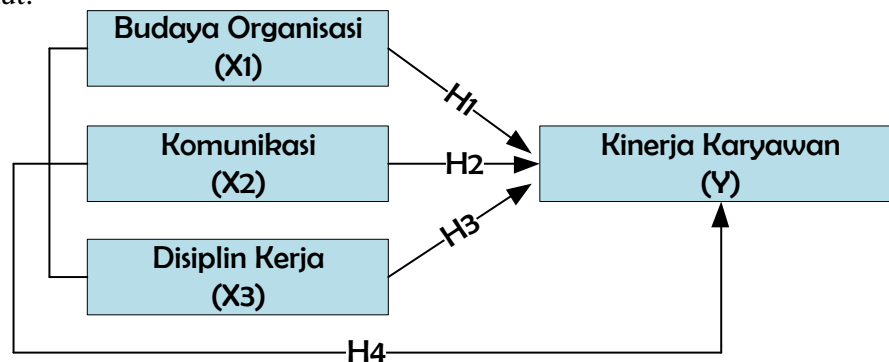 Budaya Organisasi
(X1)
H1
Komunikasi
(X2)
H2
Kinerja Karyawan
(Y)
H3
Disiplin Kerja
(X3)
H4